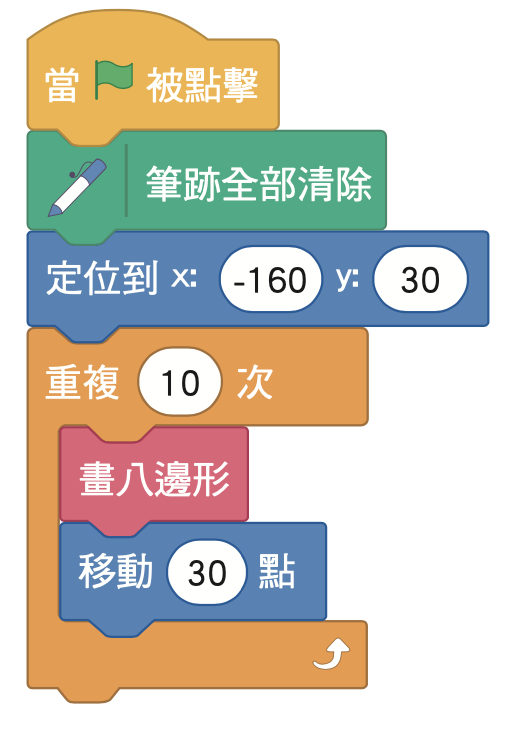 當 被點擊
筆跡全部清除
定位到 x: -160 y: 30
重複 10 次
畫八邊形
移動 30 點